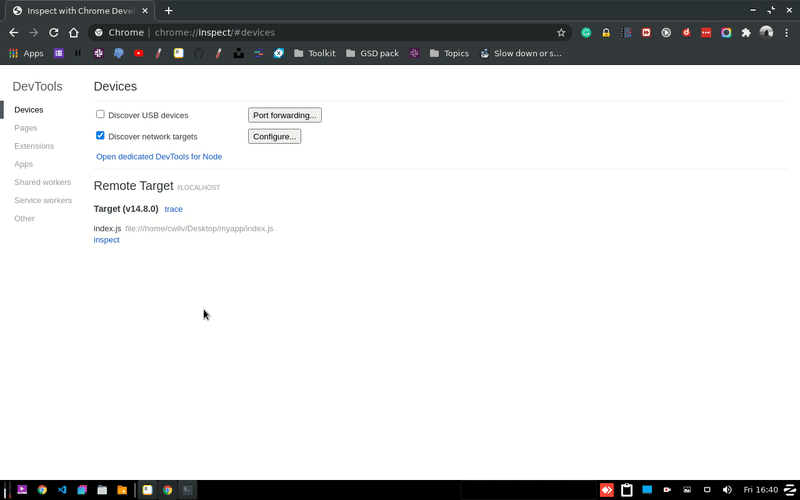 Inspect with Chrome Deve
Chrome chrome://inspect/#devices
Apps H Toolkit GSD pack Topics Slow down or s...
DevTools
Devices
Pages
Extensions
Apps
Shared workers
Service workers
Other
Devices
Discover USB devices Port forwarding...
Discover network targets Configure...
Open dedicated DevTools for Node
Remote Target #LOCALHOST
Target (v14.8.0) trace
index.js file:///home/cwilv/Desktop/myapp/index.js
inspect
Fri 16:40